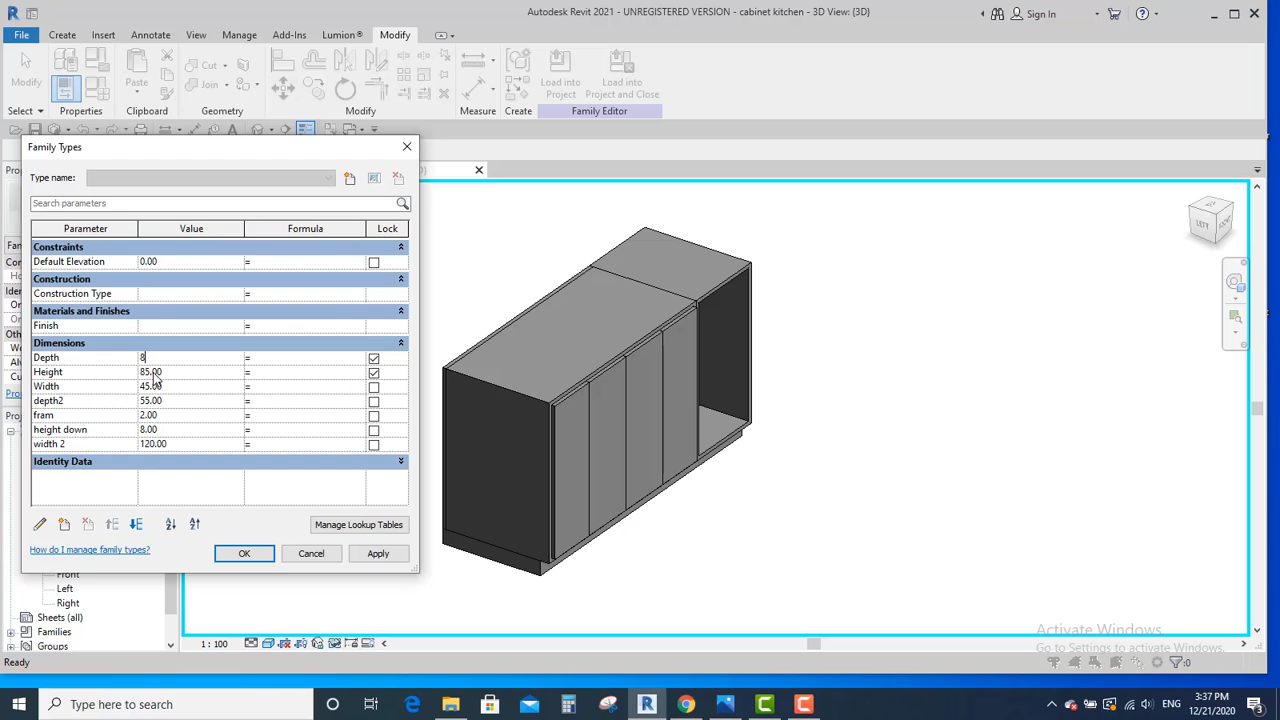 Autodesk Revit 2021 - UNREGISTERED VERSION - cabinet kitchen - 3D View: {3D}
Sign In
File Create Insert Annotate View Manage Add-Ins Lumion® Modify
Modify
Paste
Cut
Join
Load into
Project
Load into
Project and Close
Select Properties Clipboard Geometry Modify Measure Create Family Editor
Family Types
Type name:
Search parameters
Parameter Value Formula Lock
Constraints
Default Elevation 0.00 =
Construction
Construction Type =
Materials and Finishes
Finish =
Dimensions
Depth 8 =
Height 85.00 =
Width 45.00 =
depth2 55.00 =
fram 2.00 =
height down 8.00 =
width 2 120.00 =
Identity Data
Manage Lookup Tables
How do I manage family types?
OK Cancel Apply
LEFT
Front
Left
Right
Sheets (all)
Families
Groups
1 : 100
Activate Windows
Go to Settings to activate Windows.
Ready
:0
Type here to search
ENG
3:37 PM
12/21/2020
3